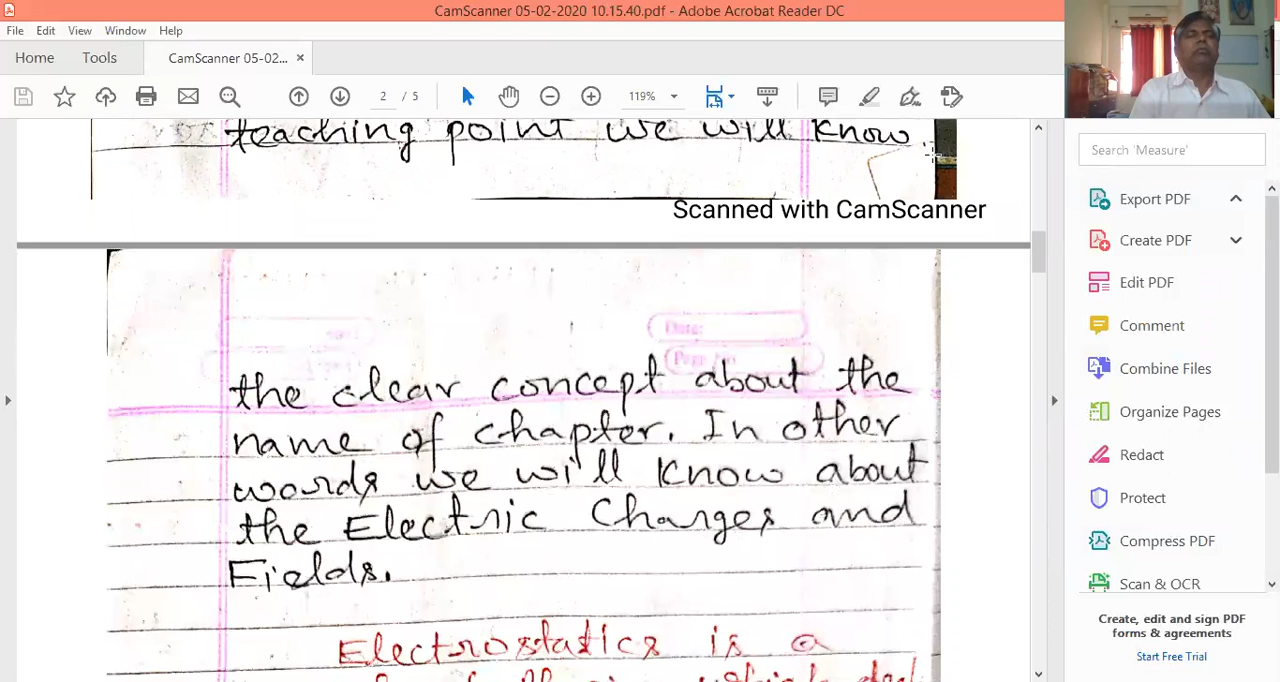 CamScanner 05-02-2020 10.15.40.pdf - Adobe Acrobat Reader DC
File Edit View Window Help
Home Tools CamScanner 05-02... ×
2 / 5 119%
teaching point we will know
Scanned with CamScanner
Date:
the clear concept about the
name of chapter. In other
words we will know about
the Electric Charges and
Fields.
Electrostatics is a
which
Search 'Measure'
Export PDF
Create PDF
Edit PDF
Comment
Combine Files
Organize Pages
Redact
Protect
Compress PDF
Scan & OCR
Create, edit and sign PDF
forms & agreements
Start Free Trial